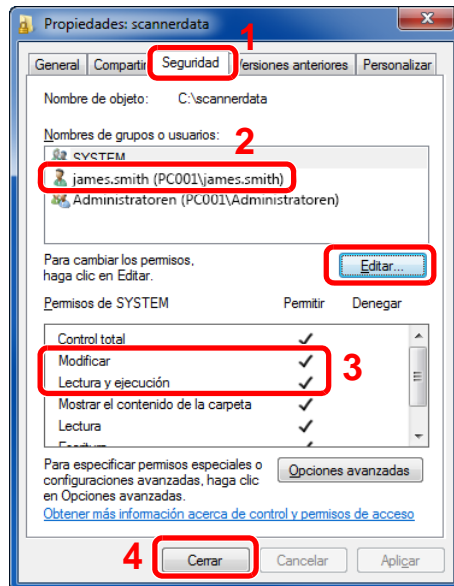 Propiedades: scannerdata
1
General Compartir Seguridad Versiones anteriores Personalizar
Nombre de objeto: C:\scannerdata
Nombres de grupos o usuarios:
2
SYSTEM
james.smith (PC001\james.smith)
Administratoren (PC001\Administratoren)
Para cambiar los permisos,
haga clic en Editar.
Editar...
Permisos de SYSTEM Permitir Denegar
Control total
Modificar
3
Lectura y ejecución
Mostrar el contenido de la carpeta
Lectura
Escritura
Para especificar permisos especiales o
configuraciones avanzadas, haga clic
en Opciones avanzadas.
Opciones avanzadas
Obtener más información acerca de control y permisos de acceso
4
Cerrar Cancelar Aplicar